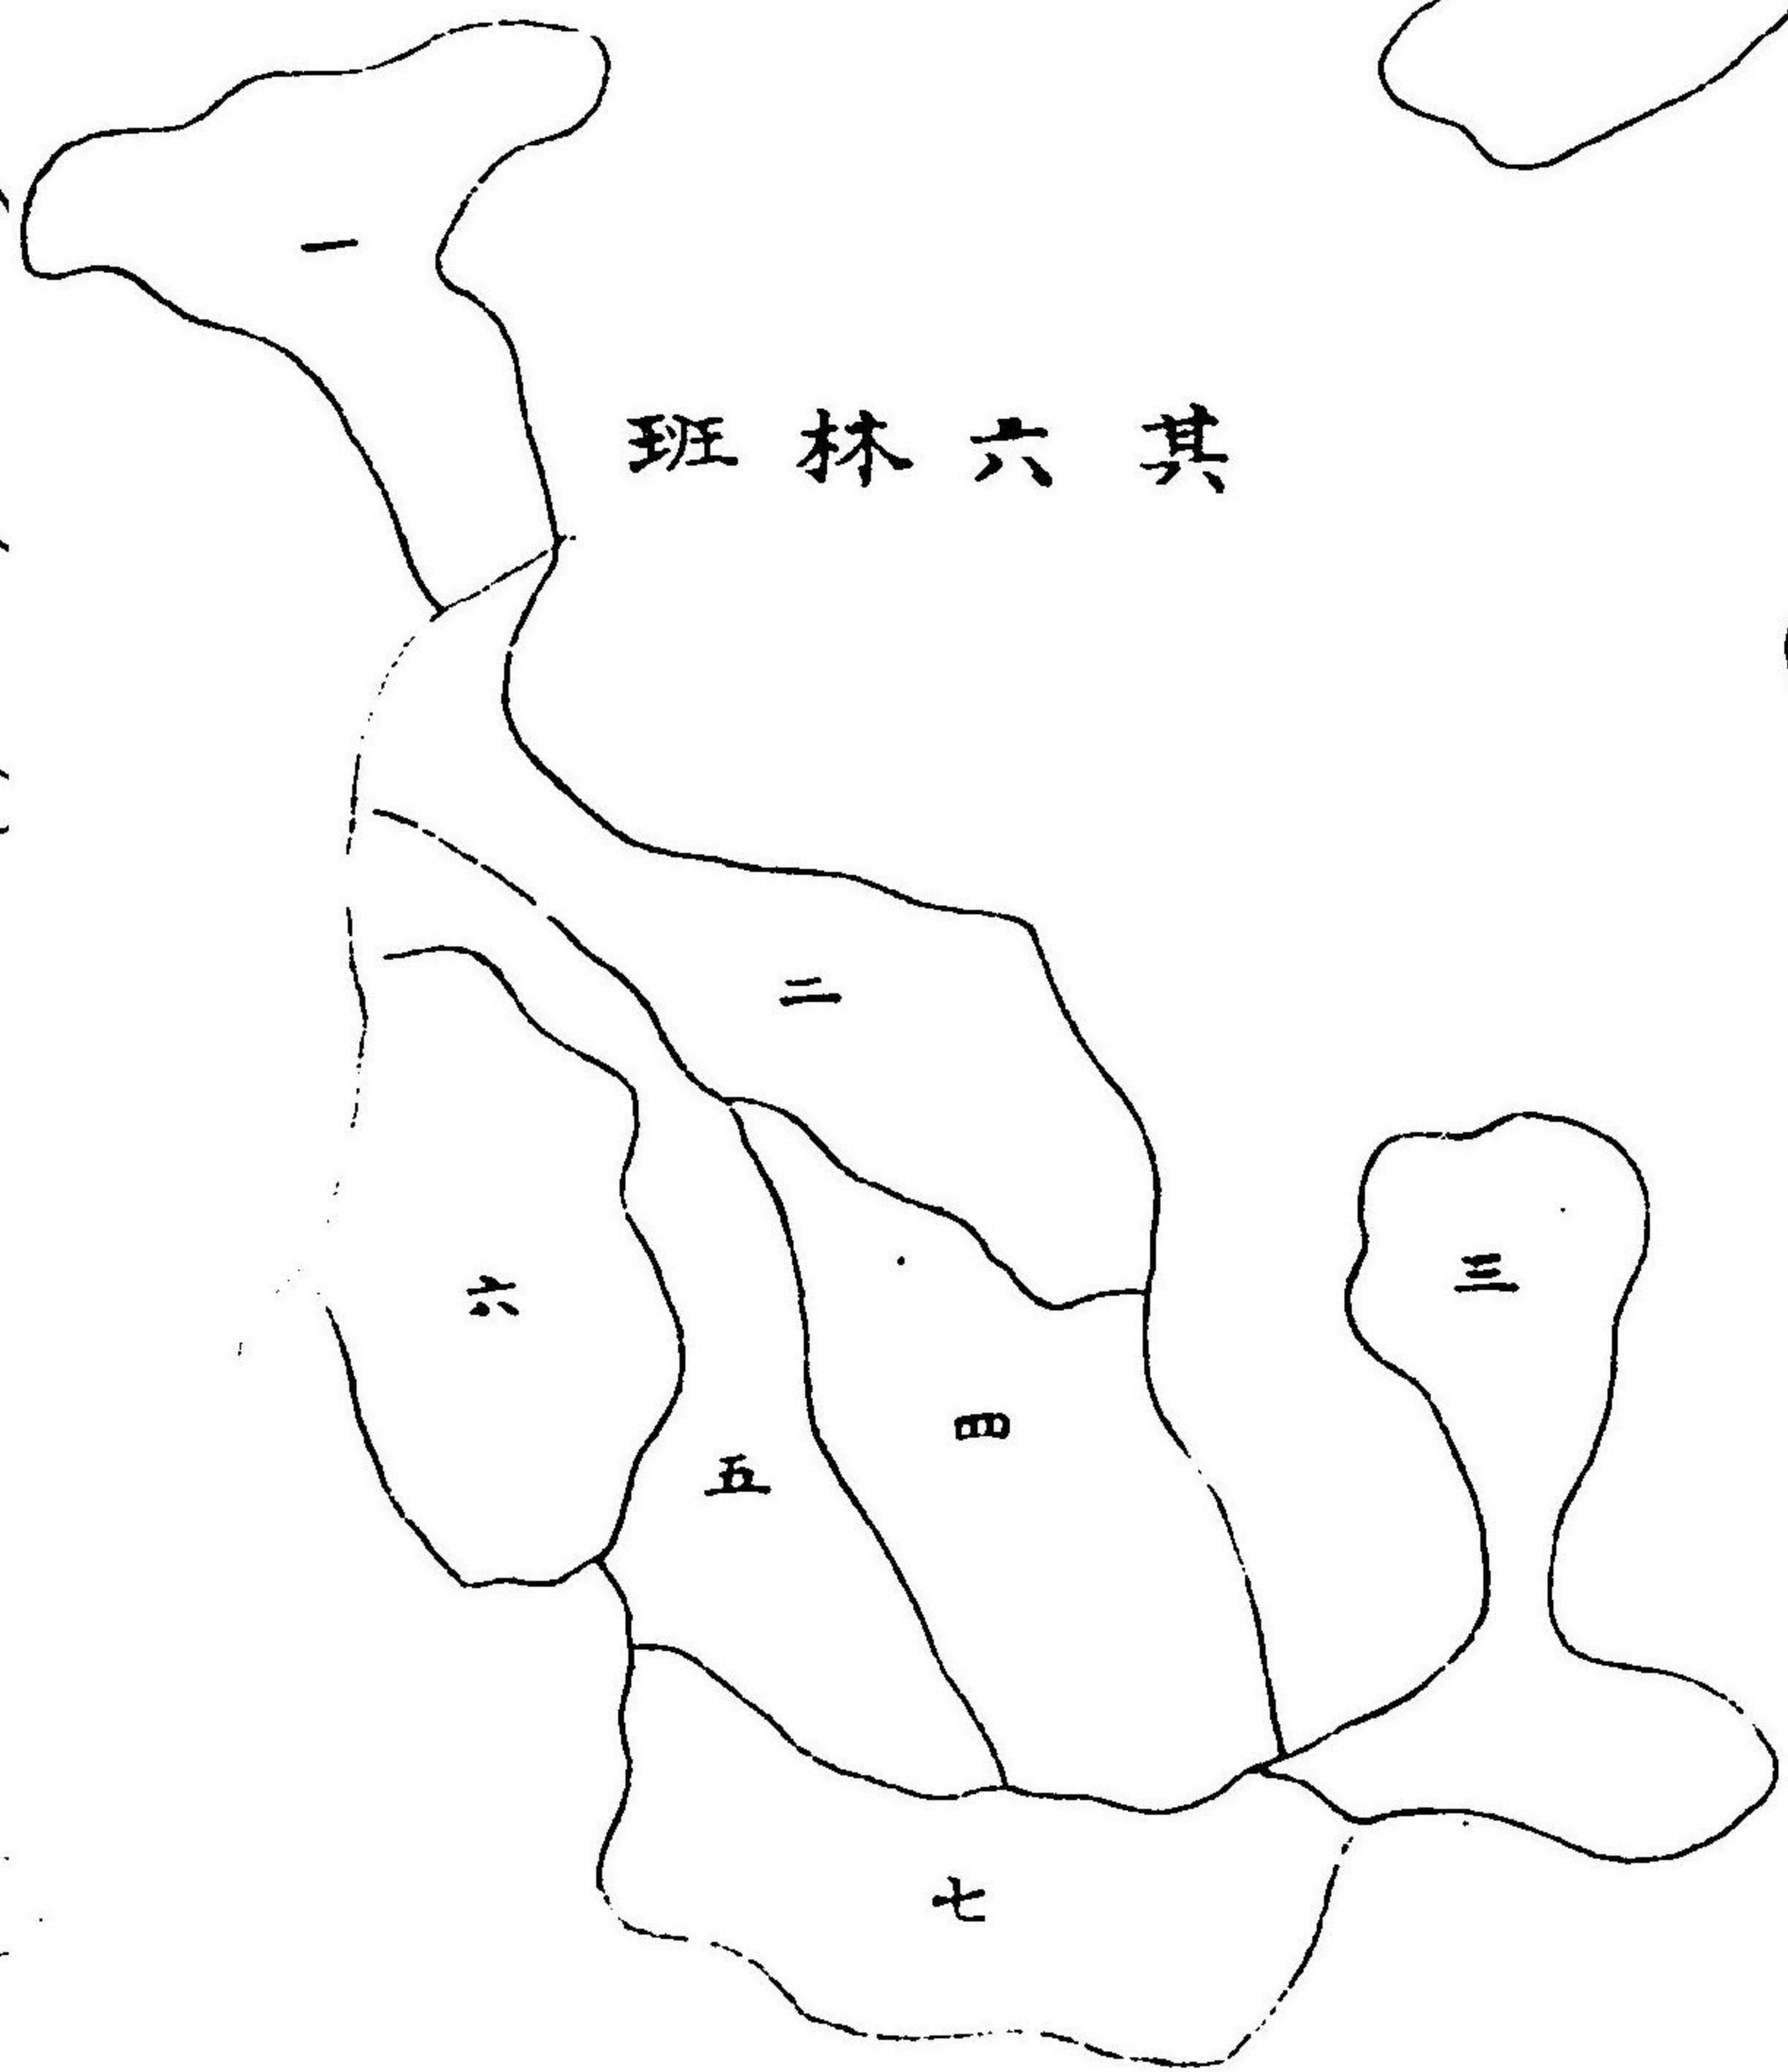 一
其六林班
二
三
六
四
五
七